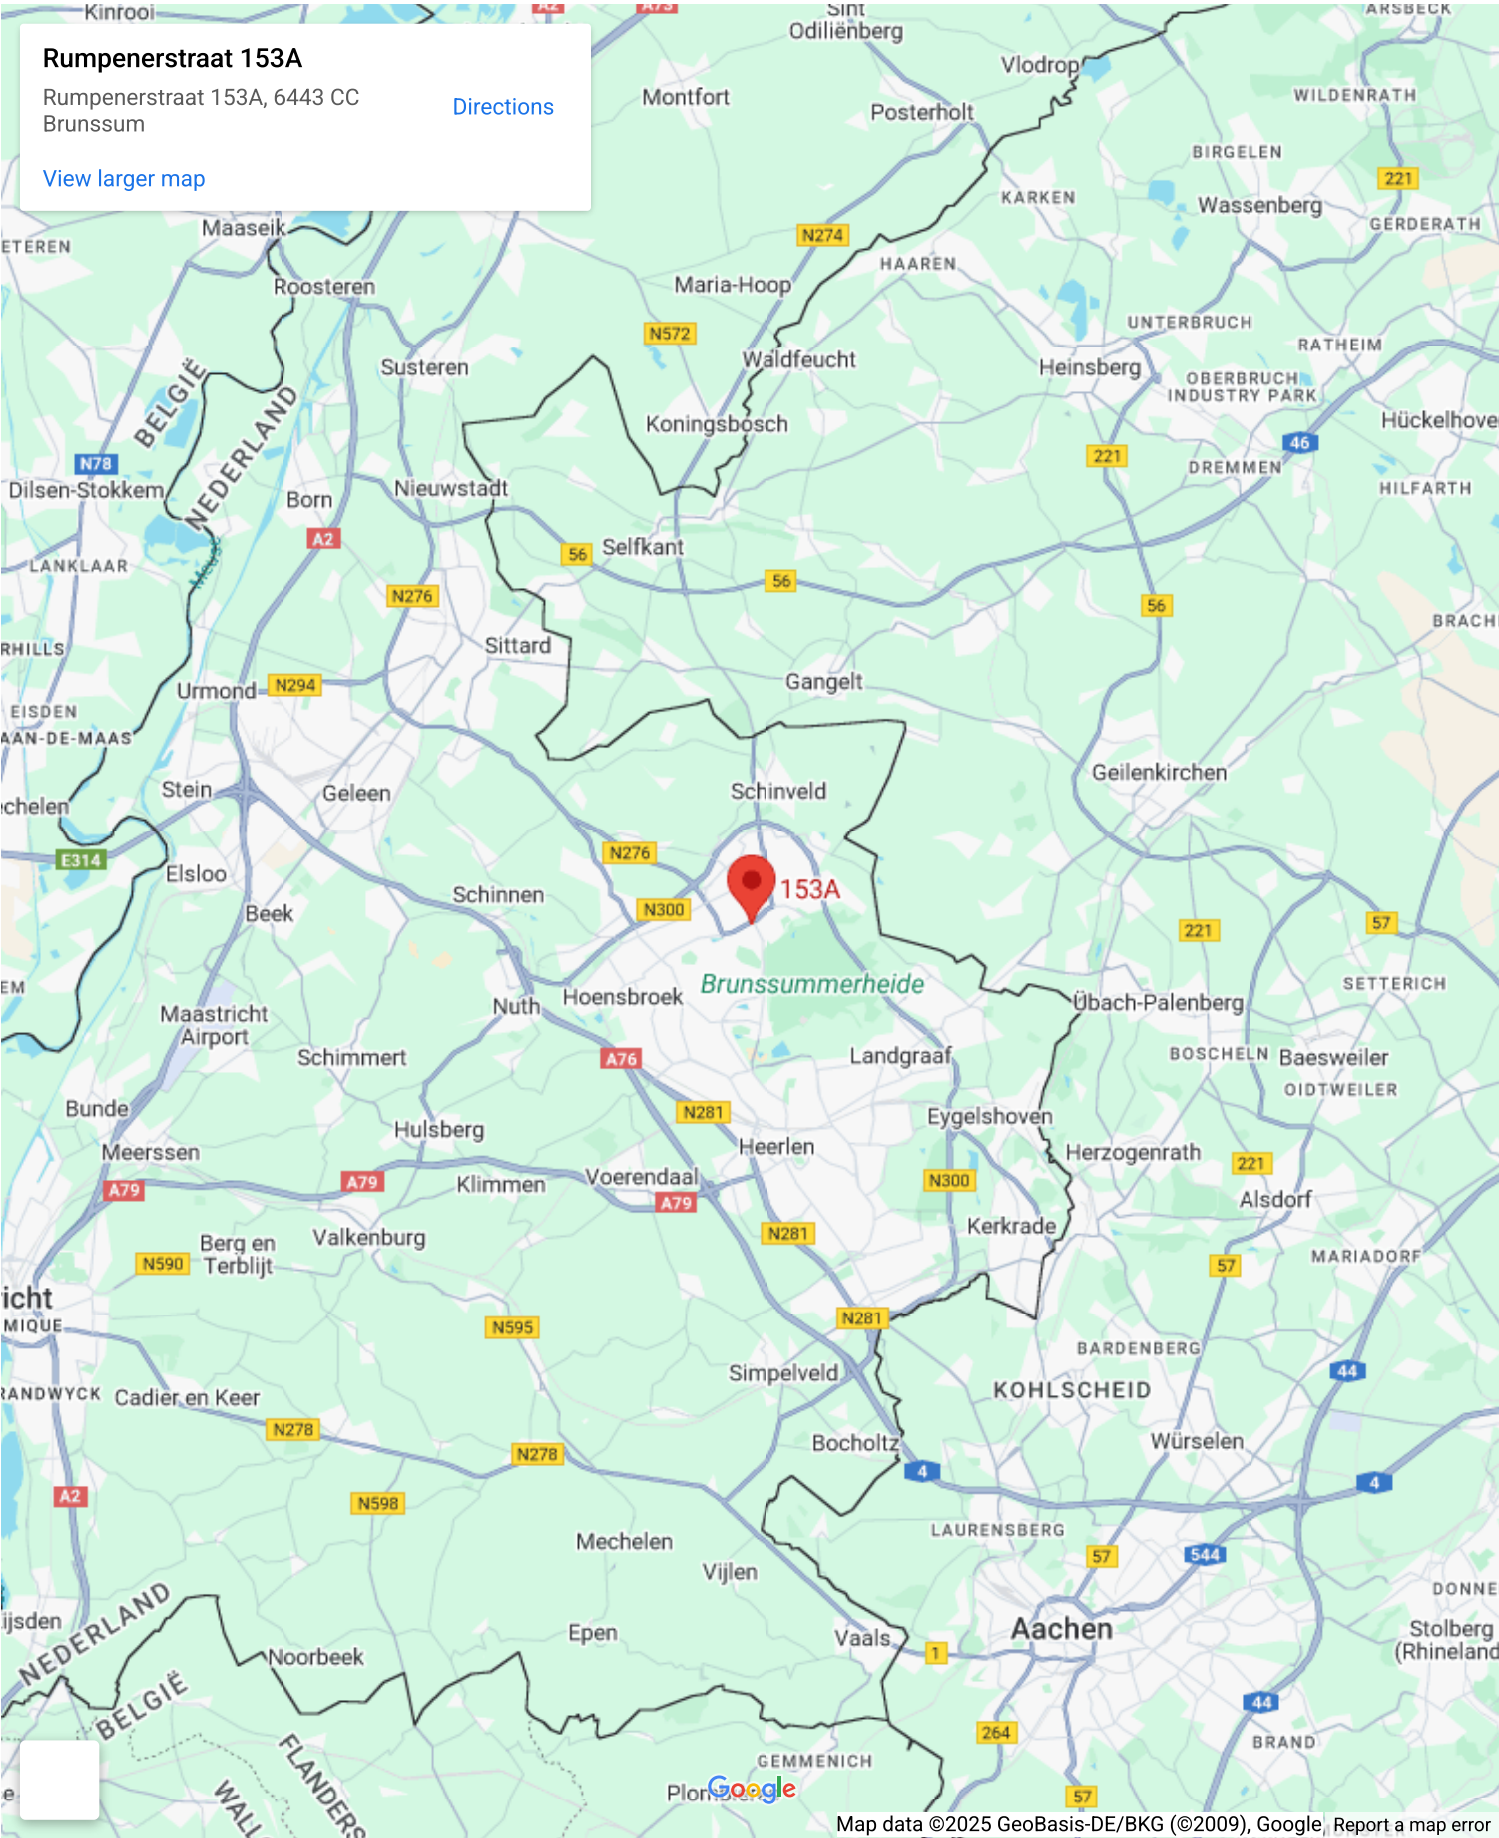 Kinrooi
A2
A73
Sint
Odiliënberg
ARSBECK
Rumpenerstraat 153A
Rumpenerstraat 153A, 6443 CC
Brunssum
Directions
View larger map
Vlodrop
Montfort
WILDENRATH
Posterholt
BIRGELEN
221
KARKEN
Wassenberg
Maaseik
GERDERATH
N274
ETEREN
HAAREN
Roosteren
Maria-Hoop
UNTERBRUCH
N572
RATHEIM
Waldfeucht
Susteren
Heinsberg
OBERBRUCH
INDUSTRY PARK
BELGIË
NEDERLAND
Koningsbosch
Hückelhove
46
221
N78
DREMMEN
Dilsen-Stokkem
Nieuwstadt
HILFARTH
Born
A2
Selfkant
56
Meuse
LANKLAAR
56
N276
56
BRACH
Sittard
RHILLS
Gangelt
Urmond
N294
EISDEN
AAN-DE-MAAS
Geilenkirchen
Stein
Geleen
Schinveld
echelen
N276
E314
Elsloo
153A
Schinnen
N300
Beek
57
221
EM
Brunssummerheide
SETTERICH
Hoensbroek
Nuth
Übach-Palenberg
Maastricht
Airport
Schimmert
A76
Landgraaf
BOSCHELN
Baesweiler
OIDTWEILER
Bunde
N281
Eygelshoven
Hulsberg
Heerlen
Meerssen
Herzogenrath
221
A79
A79
Klimmen
Voerendaal
A79
N300
Alsdorf
Kerkrade
Valkenburg
N281
Berg en
Terblijt
N590
MARIADORF
57
icht
MIQUE
N281
N595
BARDENBERG
Simpelveld
44
KOHLSCHEID
RANDWYCK
Cadier en Keer
N278
Bocholtz
Würselen
N278
4
4
A2
N598
LAURENSBERG
Mechelen
57
544
Vijlen
DONNE
ijsden
NEDERLAND
Epen
Vaals
Aachen
Stolberg
(Rhineland
1
Noorbeek
BELGIË
44
264
BRAND
FLANDERS
GEMMENICH
WALL
Google
57
Map data ©2025 GeoBasis-DE/BKG (©2009), Google
Report a map error